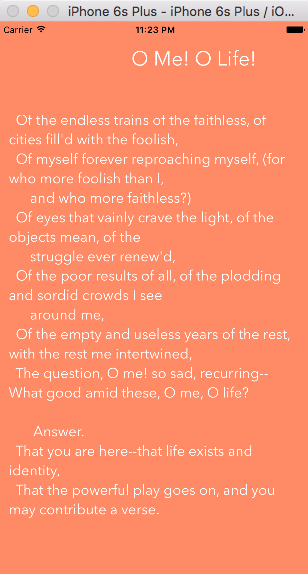 iPhone 6s Plus - iPhone 6s Plus / iO...
Carrier 11:23 PM
O Me! O Life!
Of the endless trains of the faithless, of
cities fill'd with the foolish,
Of myself forever reproaching myself, (for
who more foolish than I,
and who more faithless?)
Of eyes that vainly crave the light, of the
objects mean, of the
struggle ever renew'd,
Of the poor results of all, of the plodding
and sordid crowds I see
around me,
Of the empty and useless years of the rest,
with the rest me intertwined,
The question, O me! so sad, recurring--
What good amid these, O me, O life?
Answer.
That you are here--that life exists and
identity,
That the powerful play goes on, and you
may contribute a verse.